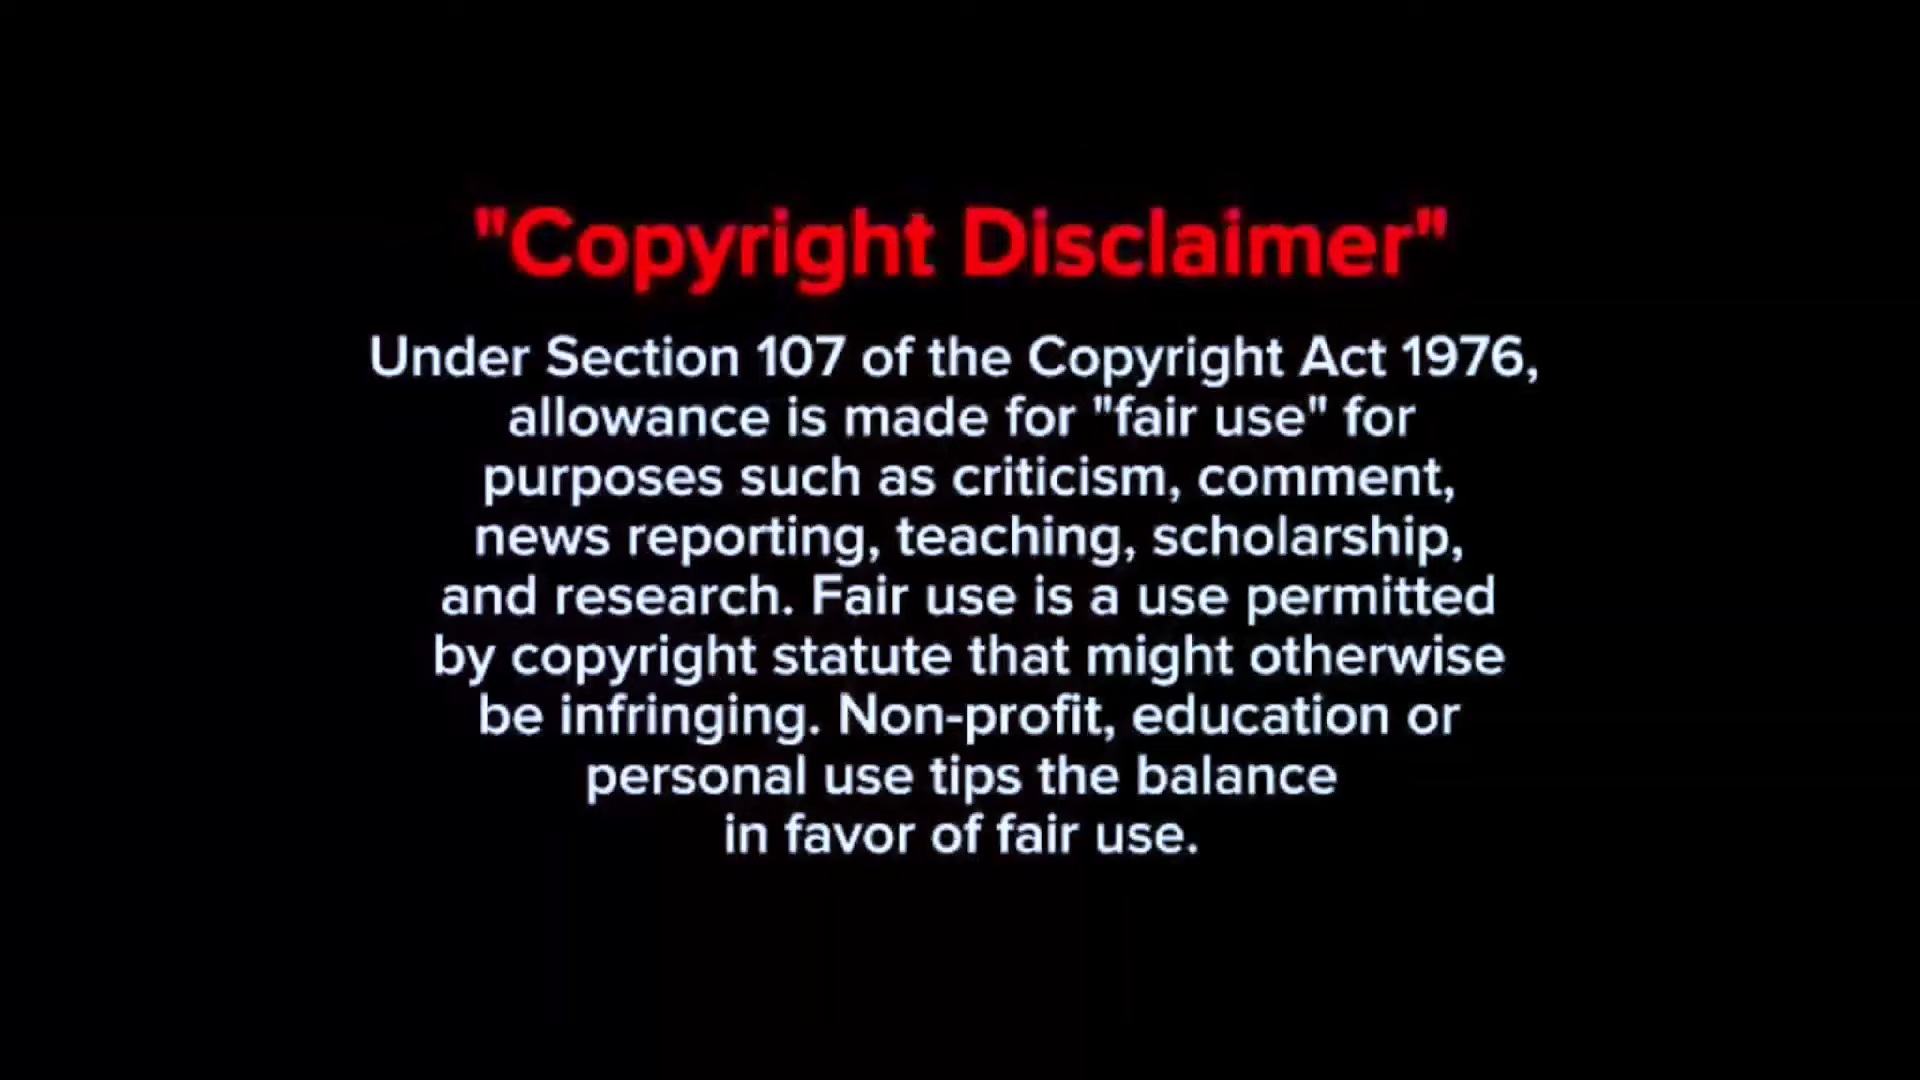 "Copyright Disclaimer"
Under Section 107 of the Copyright Act 1976,
allowance is made for "fair use" for
purposes such as criticism, comment,
news reporting, teaching, scholarship,
and research. Fair use is a use permitted
by copyright statute that might otherwise
be infringing. Non-profit, education or
personal use tips the balance
in favor of fair use.